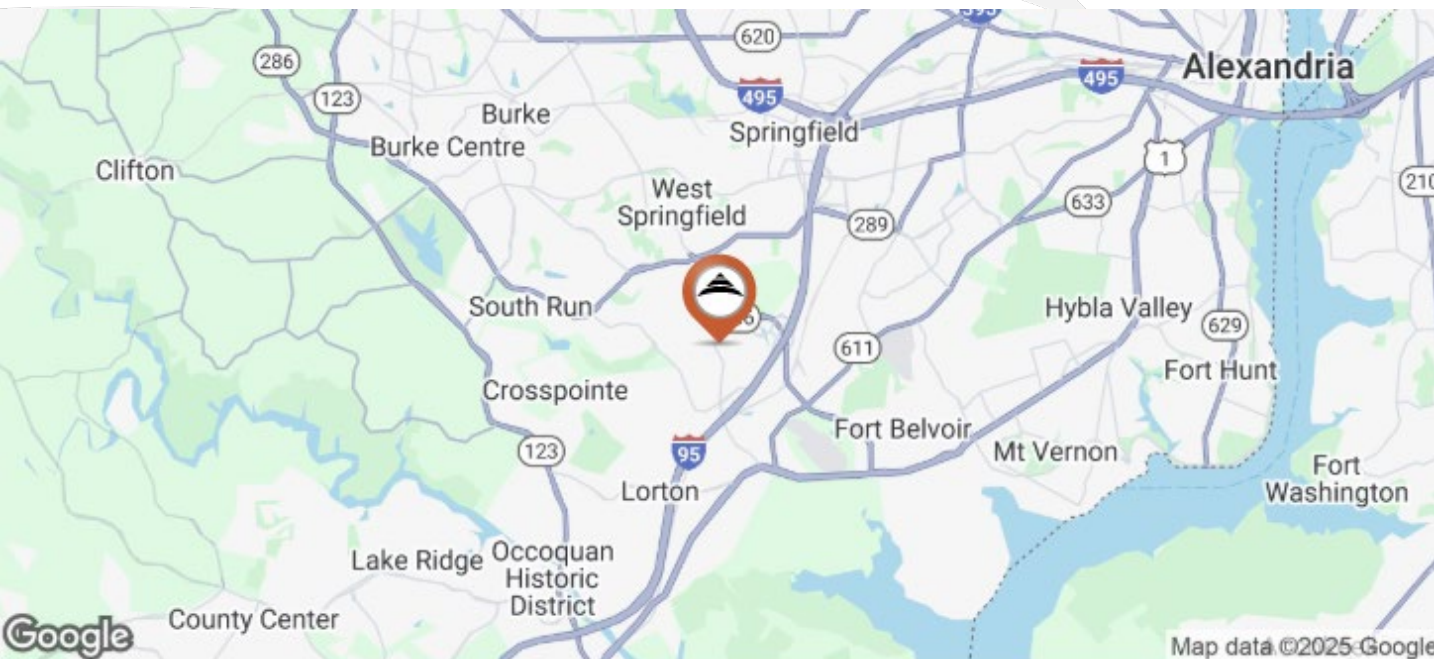 395
620
286
495
495
Alexandria
123
Burke
Springfield
Burke Centre
1
Clifton
West
Springfield
210
633
289
South Run
Hybla Valley
629
611
Fort Hunt
Crosspointe
Fort Belvoir
123
95
Mt Vernon
Fort
Washington
Lorton
Lake Ridge
Occoquan
Historic
District
County Center
Google
Map data ©2025 Google